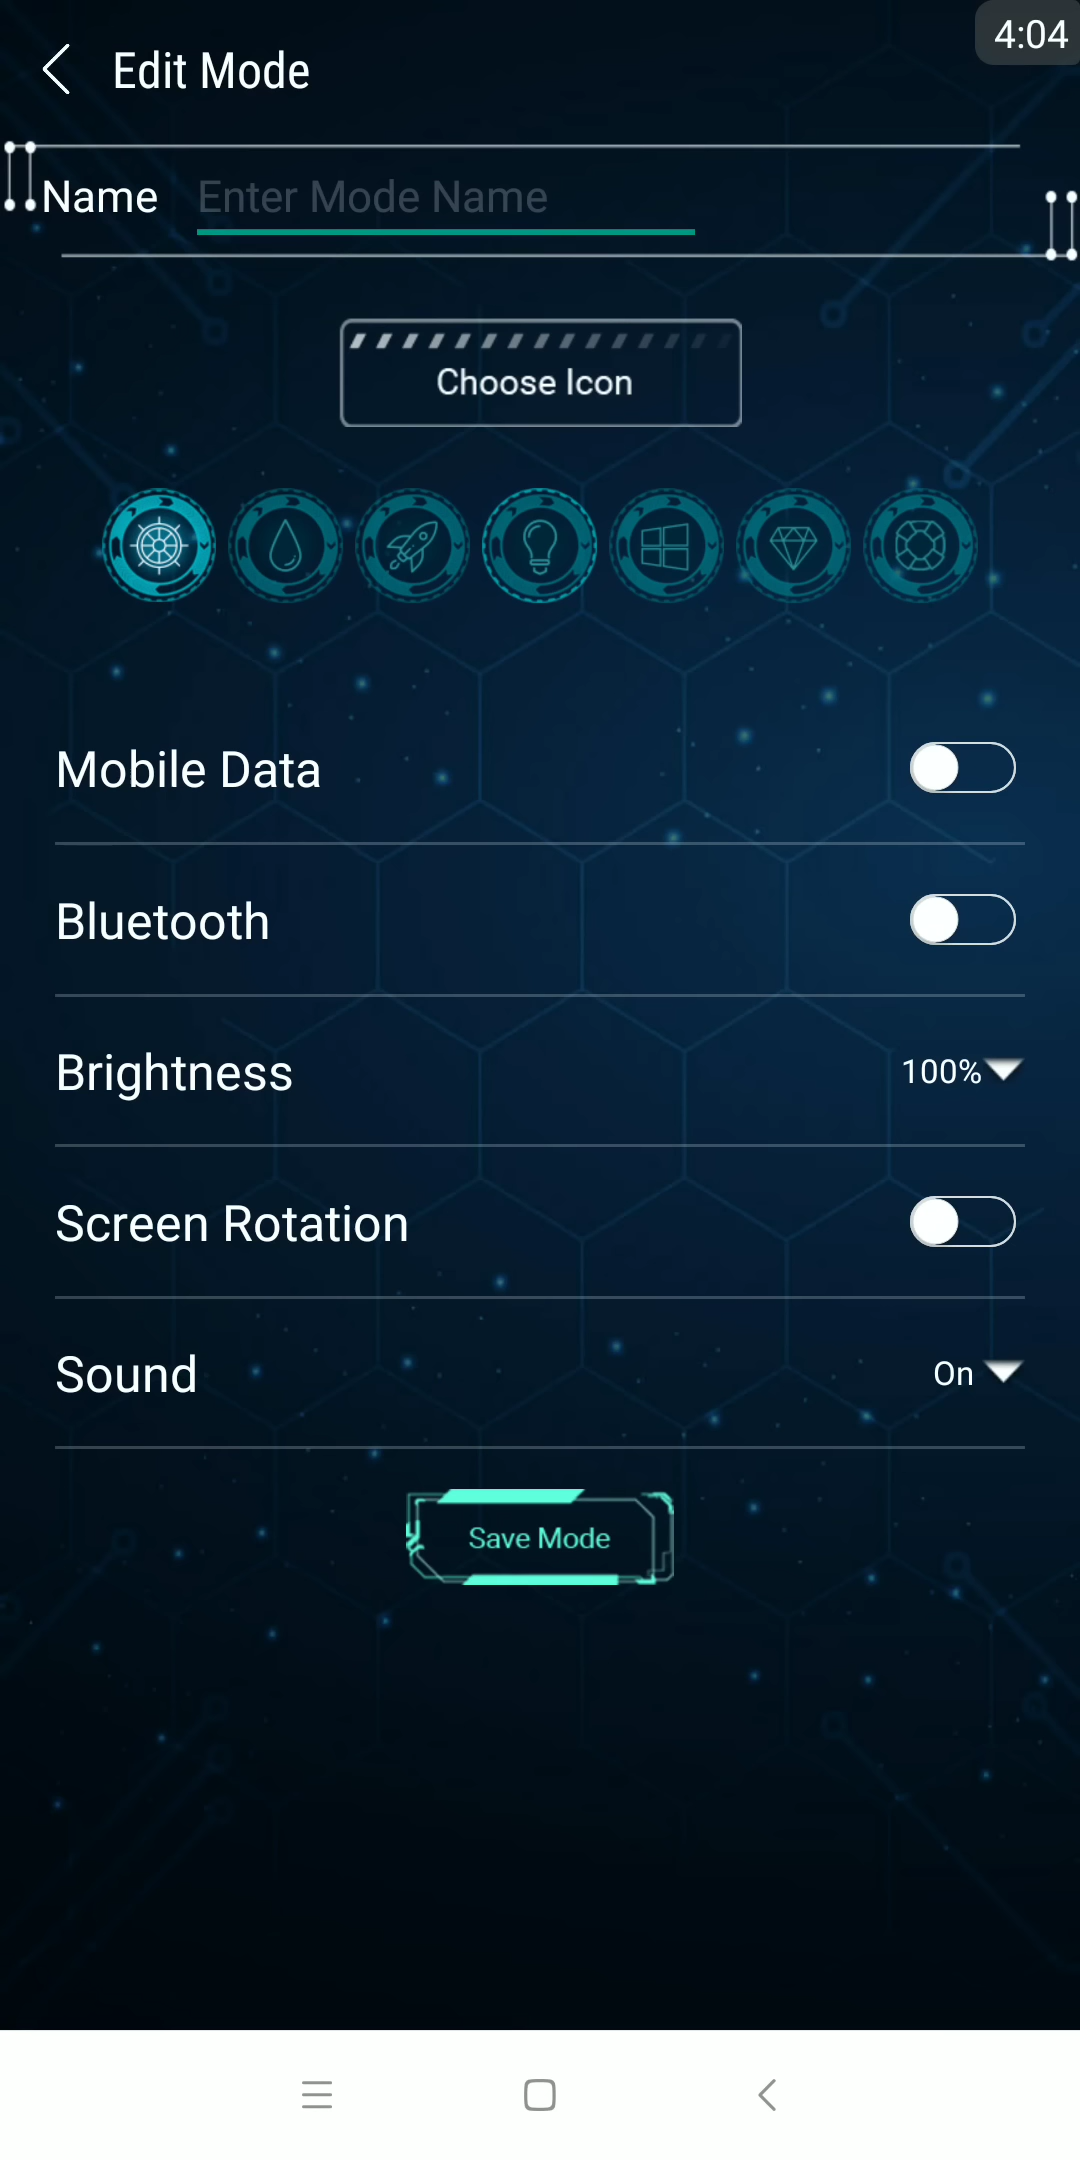 4:04
Edit Mode
Name Enter Mode Name
Choose Icon
Mobile Data
Bluetooth
Brightness 100%
Screen Rotation
Sound On
Save Mode